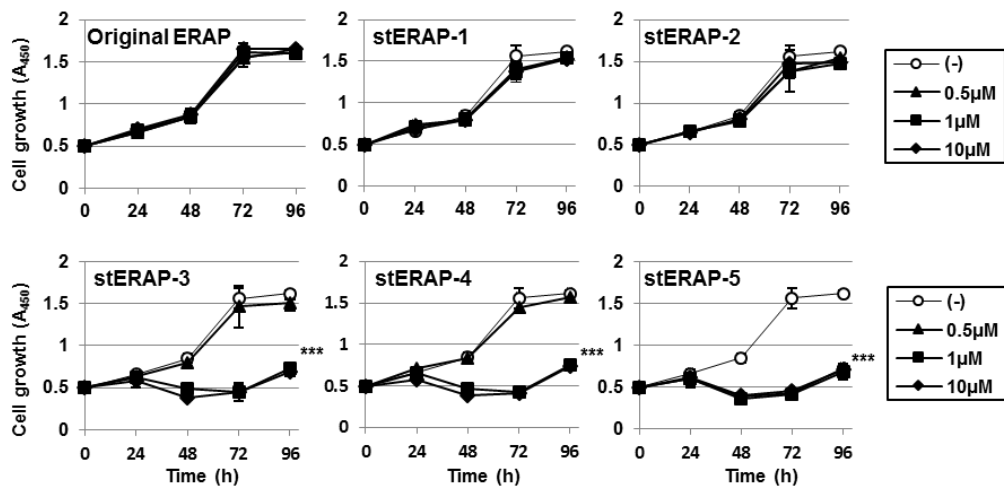 Original ERAP
stERAP-1
stERAP-2
Cell growth (A450)
2
1.5
1
0.5
0
0 24 48 72 96
2
1.5
1
0.5
0
0 24 48 72 96
2
1.5
1
0.5
0
0 24 48 72 96
(-)
0.5μM
1μM
10μM
stERAP-3
stERAP-4
stERAP-5
Cell growth (A450)
2
1.5
1
0.5
0
***
0 24 48 72 96
Time (h)
2
1.5
1
0.5
0
***
0 24 48 72 96
Time (h)
2
1.5
1
0.5
0
***
0 24 48 72 96
Time (h)
(-)
0.5μM
1μM
10μM